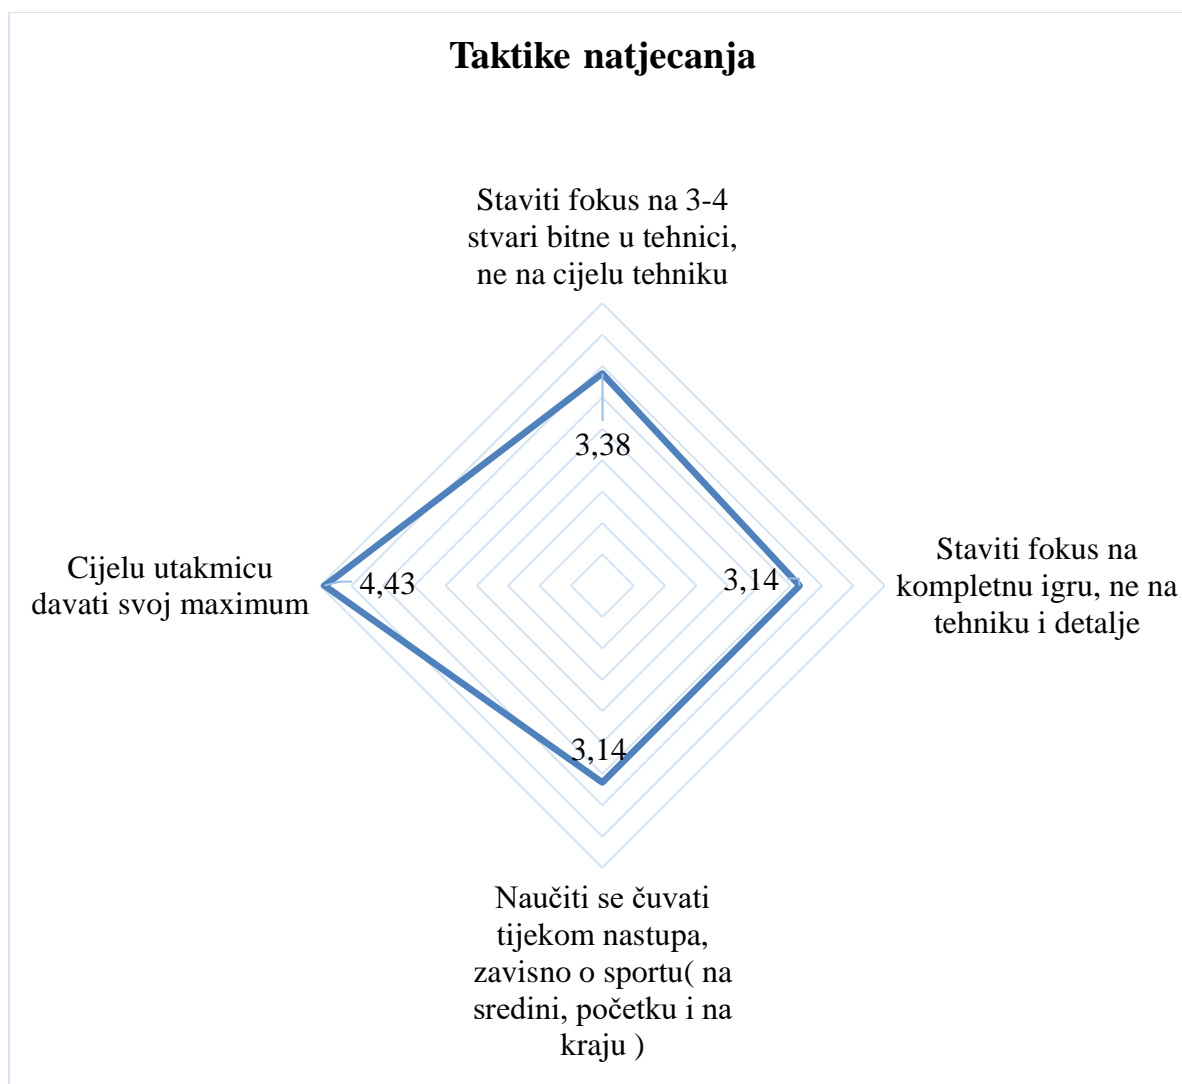 Taktike natjecanja
Staviti fokus na 3-4
stvari bitne u tehnici,
ne na cijelu tehniku
3,38
Staviti fokus na
kompletnu igru, ne na
tehniku i detalje
3,14
Cijelu utakmicu
davati svoj maximum
4,43
3,14
Naučiti se čuvati
tijekom nastupa,
zavisno o sportu( na
sredini, početku i na
kraju )